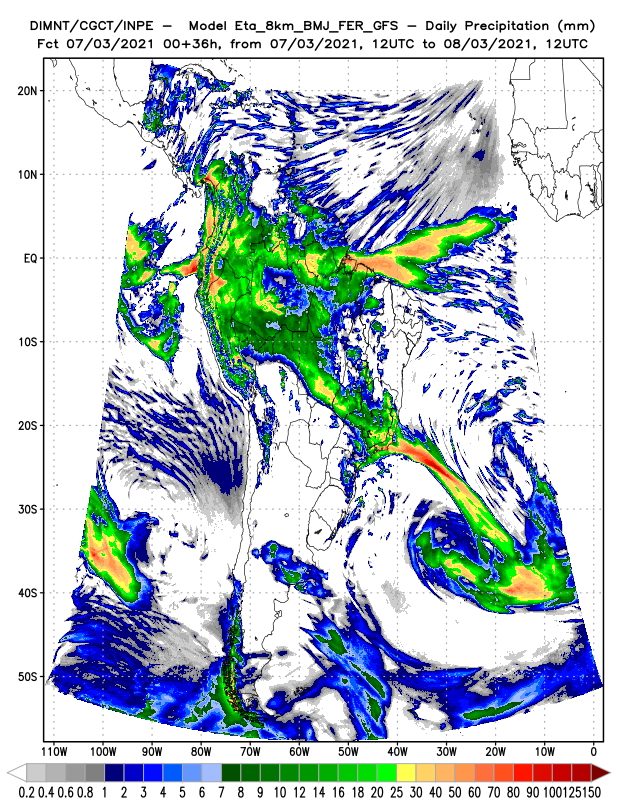 DIMNT/CGCT/INPE –  Model Eta_8km_BMJ_FER_GFS – Daily Precipitation (mm)
Fct 07/03/2021 00+36h, from 07/03/2021, 12UTC to 08/03/2021, 12UTC
20N
10N
EQ
10S
20S
30S
40S
50S
110W 100W 90W 80W 70W 60W 50W 40W 30W 20W 10W 0
0.2 0.4 0.6 0.8 1 2 3 4 5 6 7 8 9 10 12 14 16 18 20 25 30 40 50 60 70 80 90 100 125 150